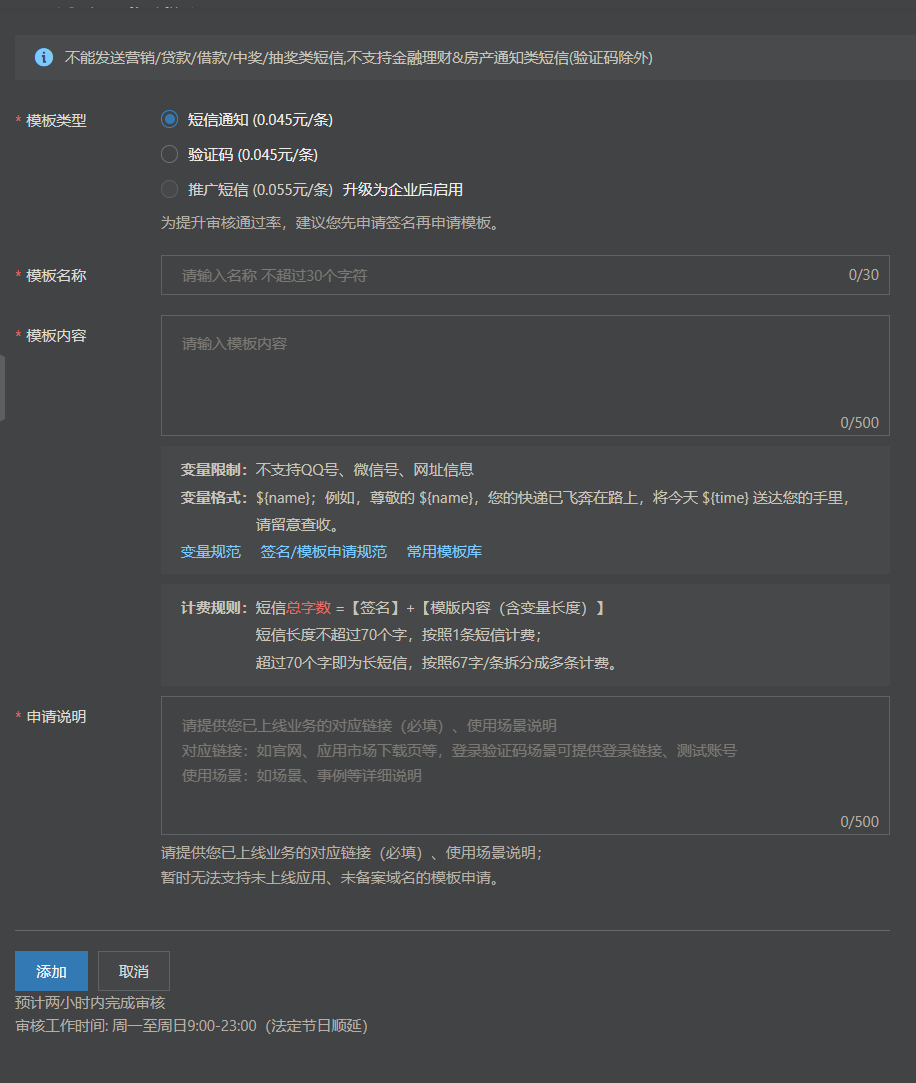 不能发送营销/贷款/借款/中奖/抽奖类短信,不支持金融理财&房产通知类短信(验证码除外)
* 模板类型
短信通知 (0.045元/条)
验证码 (0.045元/条)
推广短信 (0.055元/条) 升级为企业后启用
为提升审核通过率，建议您先申请签名再申请模板。
* 模板名称
请输入名称 不超过30个字符
0/30
* 模板内容
请输入模板内容
0/500
变量限制：不支持QQ号、微信号、网址信息
变量格式：${name}；例如，尊敬的 ${name}，您的快递已飞奔在路上，将今天 ${time} 送达您的手里，
请留意查收。
变量规范 签名/模板申请规范 常用模板库
计费规则：短信总字数 =【签名】+【模版内容（含变量长度）】
短信长度不超过70个字，按照1条短信计费；
超过70个字即为长短信，按照67字/条拆分成多条计费。
* 申请说明
请提供您已上线业务的对应链接（必填）、使用场景说明
对应链接：如官网、应用市场下载页等，登录验证码场景可提供登录链接、测试账号
使用场景：如场景、事例等详细说明
0/500
请提供您已上线业务的对应链接（必填）、使用场景说明；
暂时无法支持未上线应用、未备案域名的模板申请。
添加 取消
预计两小时内完成审核
审核工作时间: 周一至周日9:00-23:00（法定节日顺延）